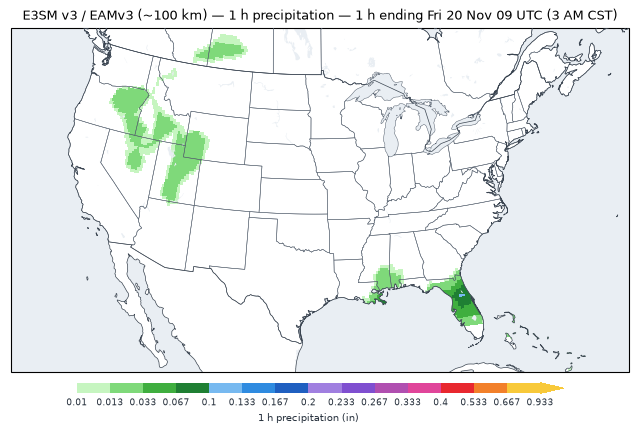 E3SM v3 / EAMv3 (~100 km) — 1 h precipitation — 1 h ending Fri 20 Nov 09 UTC (3 AM CST)
0.01 0.013 0.033 0.067 0.1 0.133 0.167 0.2 0.233 0.267 0.333 0.4 0.533 0.667 0.933
1 h precipitation (in)